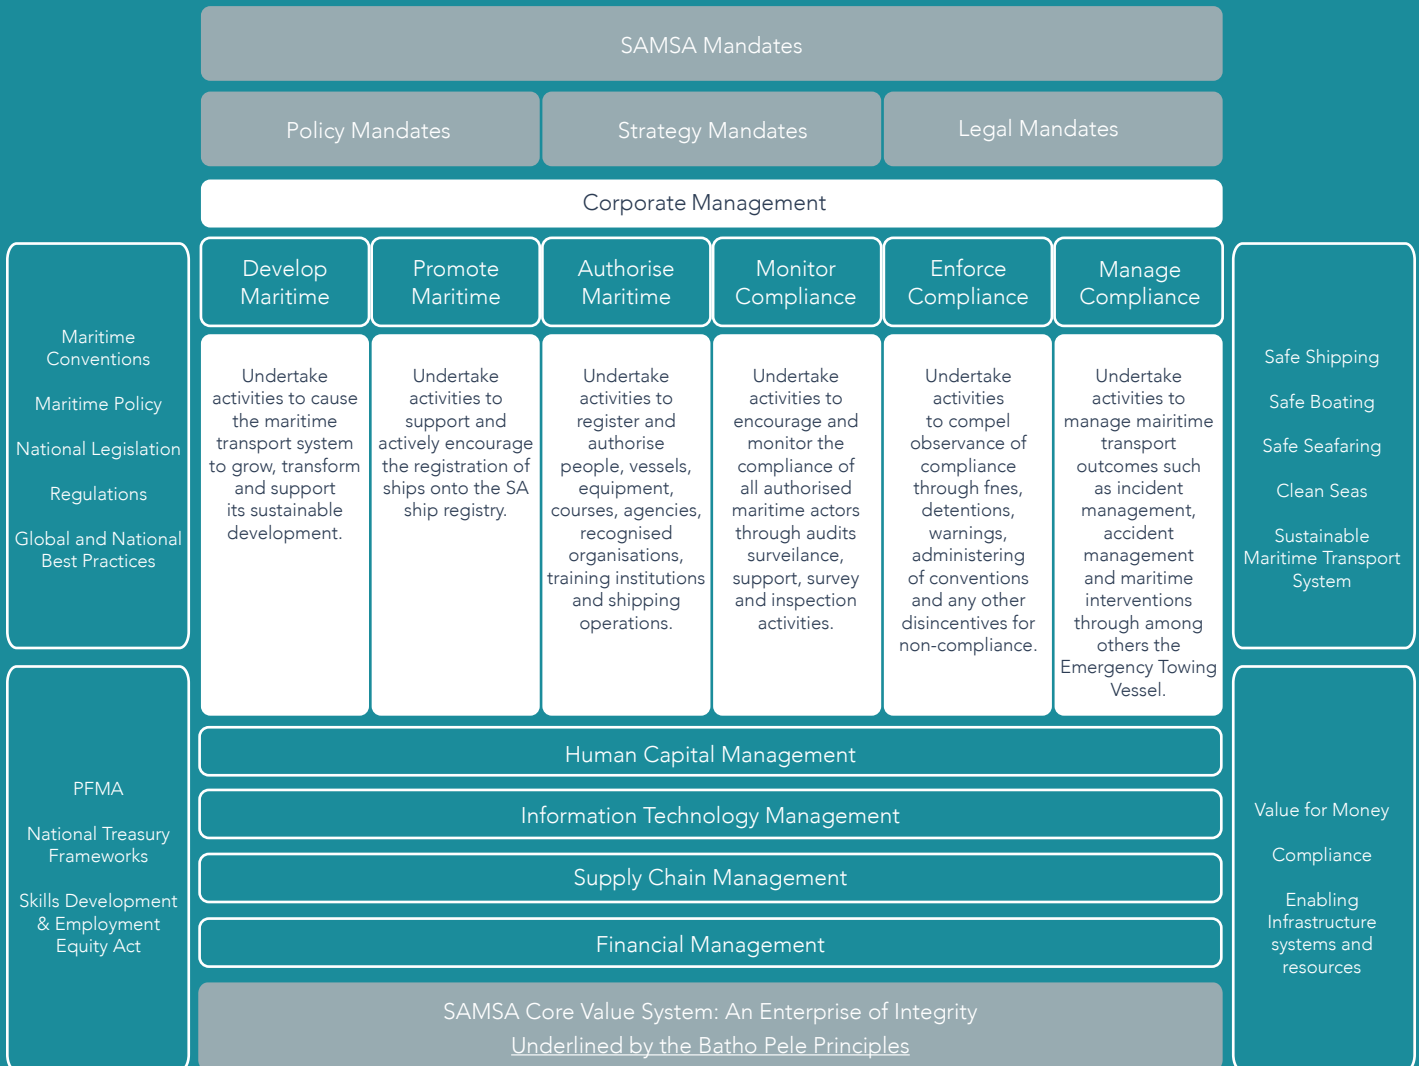 SAMSA Mandates
Policy Mandates
Strategy Mandates
Legal Mandates
Corporate Management
Maritime
Conventions
Maritime Policy
National Legislation
Regulations
Global and National
Best Practices
Develop
Maritime
Undertake
activities to cause
the maritime
transport system
to grow, transform
and support
its sustainable
development.
Promote
Maritime
Undertake
activities to
support and
actively encourage
the registration of
ships onto the SA
ship registry.
Authorise
Maritime
Undertake
activities to
register and
authorise
people, vessels,
equipment,
courses, agencies,
recognised
organisations,
training institutions
and shipping
operations.
Monitor
Compliance
Undertake
activities to
encourage and
monitor the
compliance of
all authorised
maritime actors
through audits
surveilance,
support, survey
and inspection
activities.
Enforce
Compliance
Undertake
activities
to compel
observance of
compliance
through fnes,
detentions,
warnings,
administering
of conventions
and any other
disincentives for
non-compliance.
Manage
Compliance
Undertake
activities to
manage mairitime
transport
outcomes such
as incident
management,
accident
management
and maritime
interventions
through among
others the
Emergency Towing
Vessel.
Safe Shipping
Safe Boating
Safe Seafaring
Clean Seas
Sustainable
Maritime Transport
System
PFMA
National Treasury
Frameworks
Skills Development
& Employment
Equity Act
Human Capital Management
Information Technology Management
Supply Chain Management
Financial Management
Value for Money
Compliance
Enabling
Infrastructure
systems and
resources
SAMSA Core Value System: An Enterprise of Integrity
Underlined by the Batho Pele Principles